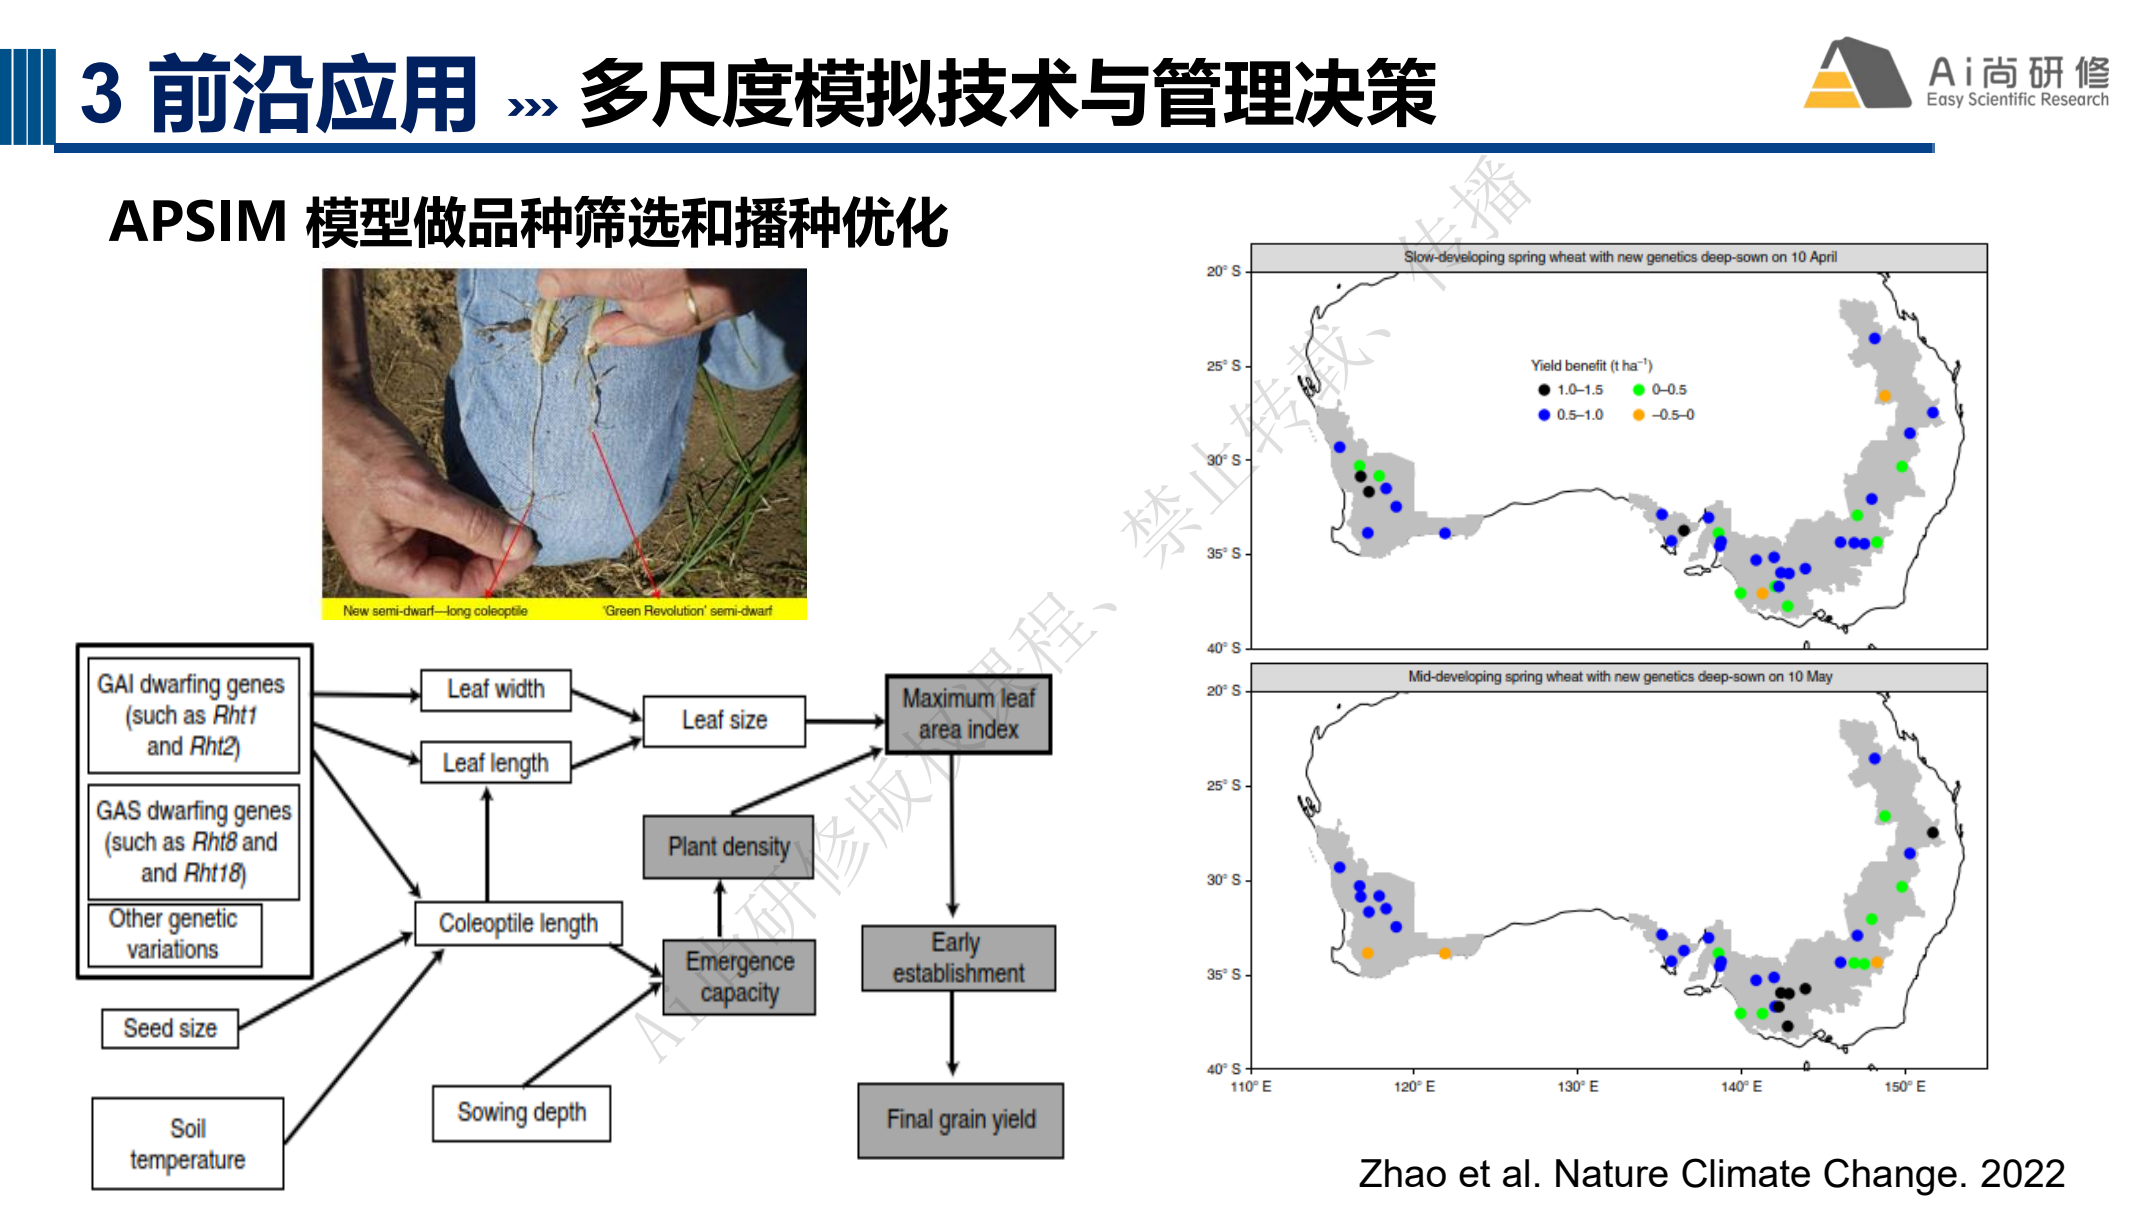 3 前沿应用 ››› 多尺度模拟技术与管理决策
Ai尚研修
Easy Scientific Research
APSIM 模型做品种筛选和播种优化
New semi-dwarf—long coleoptile
'Green Revolution' semi-dwarf
GAI dwarfing genes
(such as Rht1
and Rht2)
GAS dwarfing genes
(such as Rht8 and
and Rht18)
Other genetic
variations
Seed size
Soil
temperature
Leaf width
Leaf length
Coleoptile length
Sowing depth
Leaf size
Plant density
Emergence
capacity
Maximum leaf
area index
Early
establishment
Final grain yield
Slow-developing spring wheat with new genetics deep-sown on 10 April
20° S
25° S
30° S
35° S
40° S
Yield benefit (t ha⁻¹)
1.0–1.5
0–0.5
0.5–1.0
–0.5–0
Mid-developing spring wheat with new genetics deep-sown on 10 May
20° S
25° S
30° S
35° S
40° S
110° E
120° E
130° E
140° E
150° E
Zhao et al. Nature Climate Change. 2022
Ai尚研修版权课程、禁止转载、传播